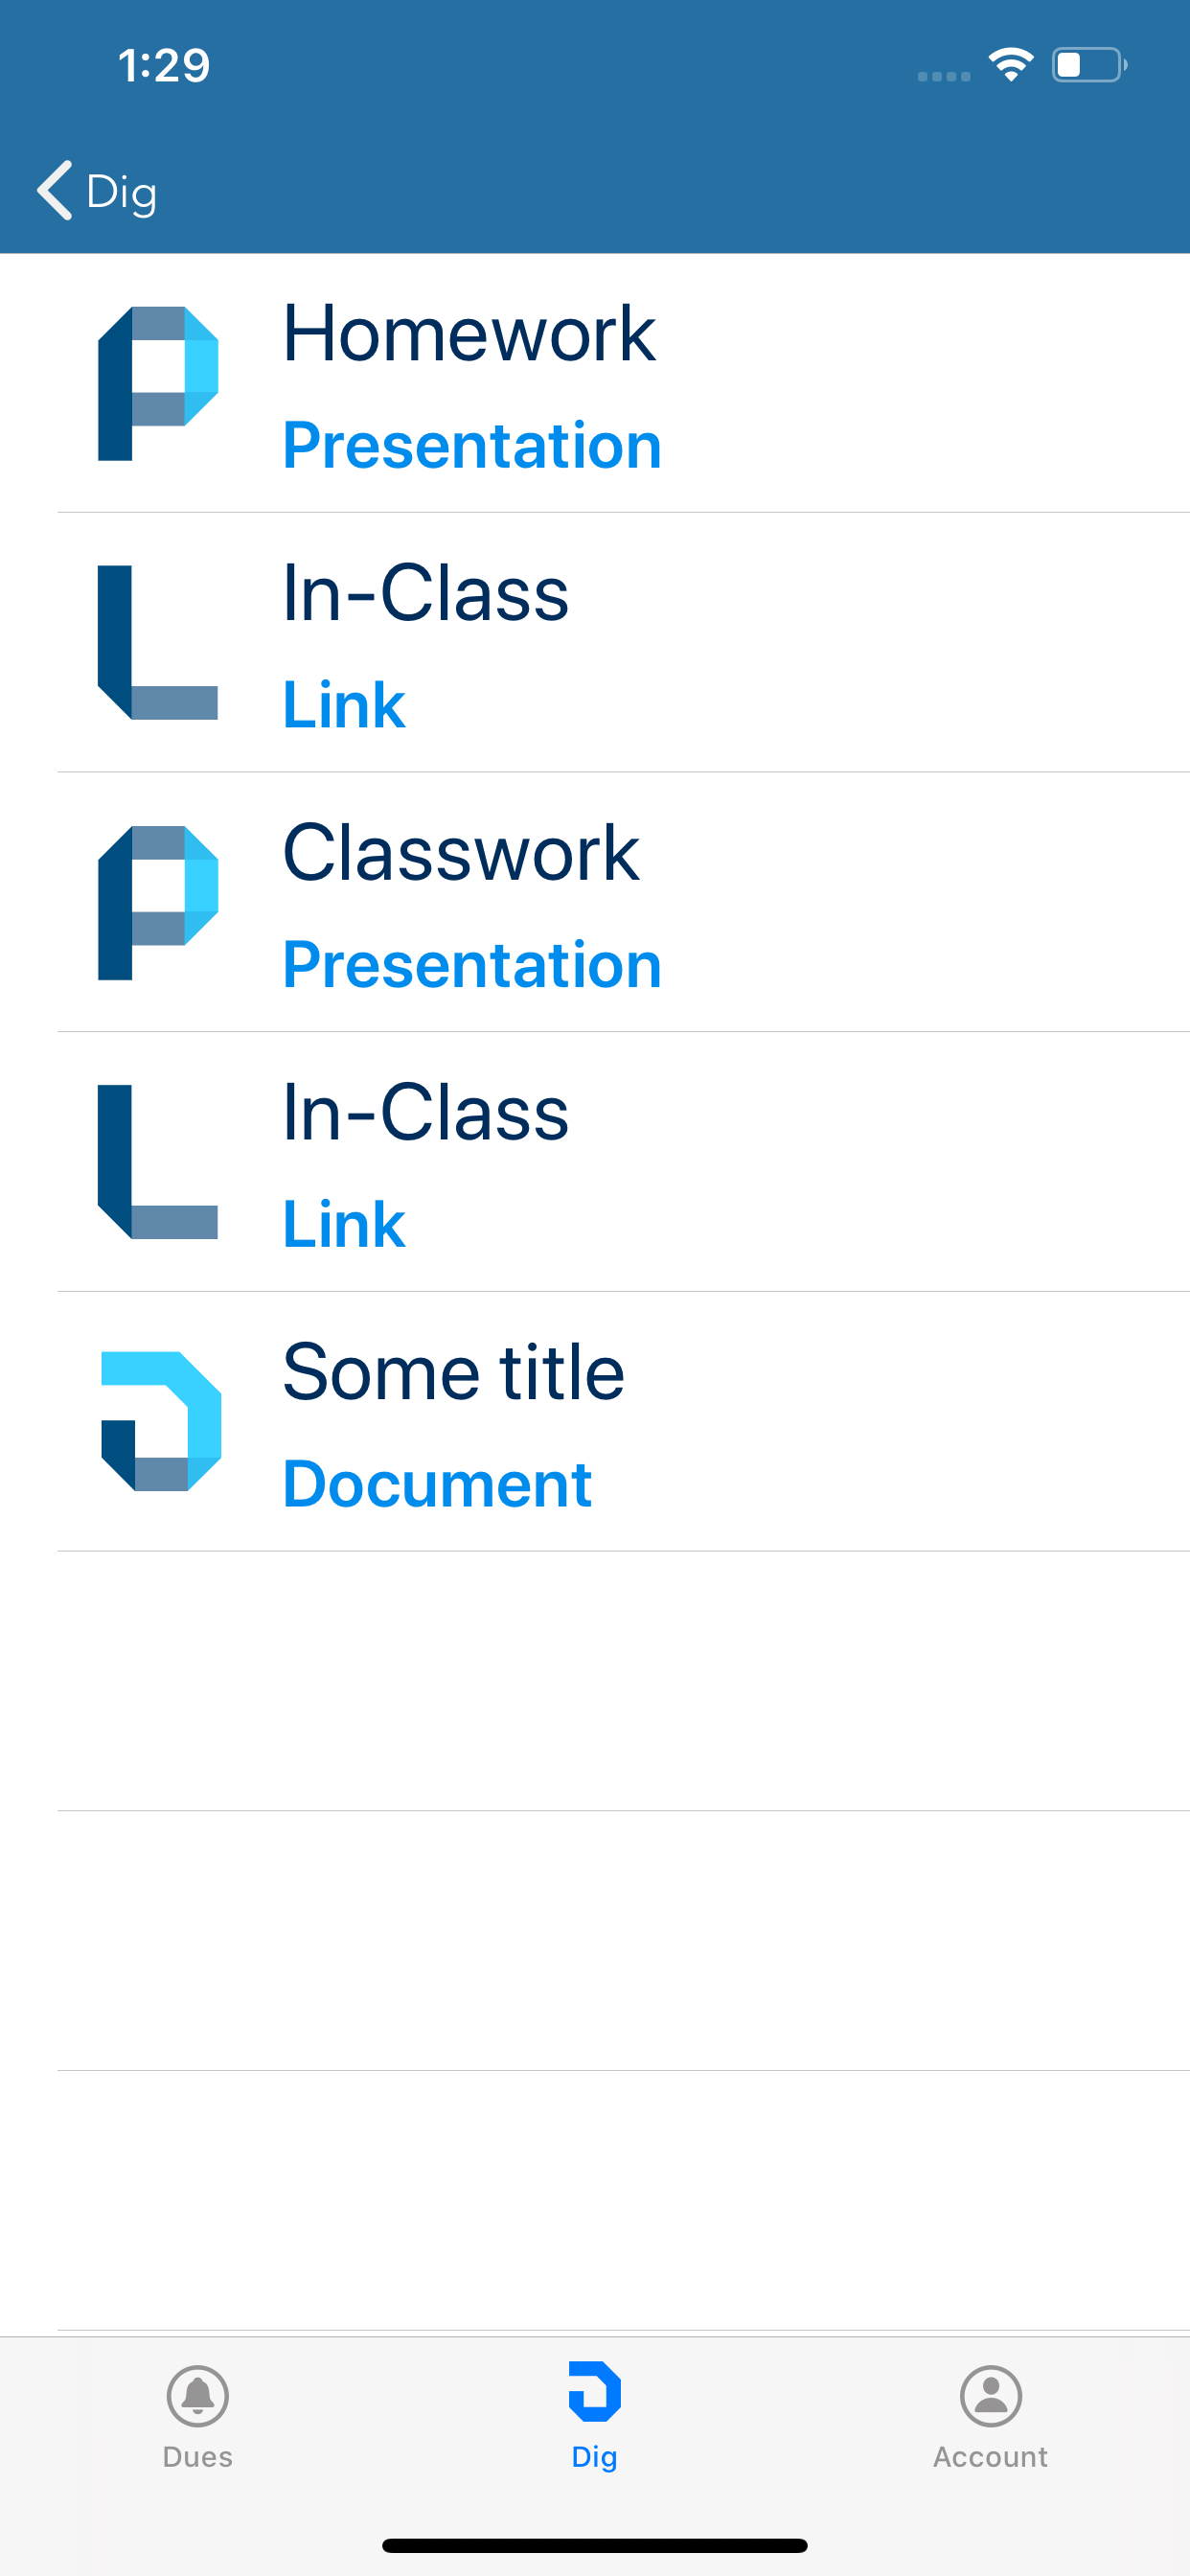 1:29
Dig
Homework
Presentation
In-Class
Link
Classwork
Presentation
In-Class
Link
Some title
Document
Dues
Dig
Account